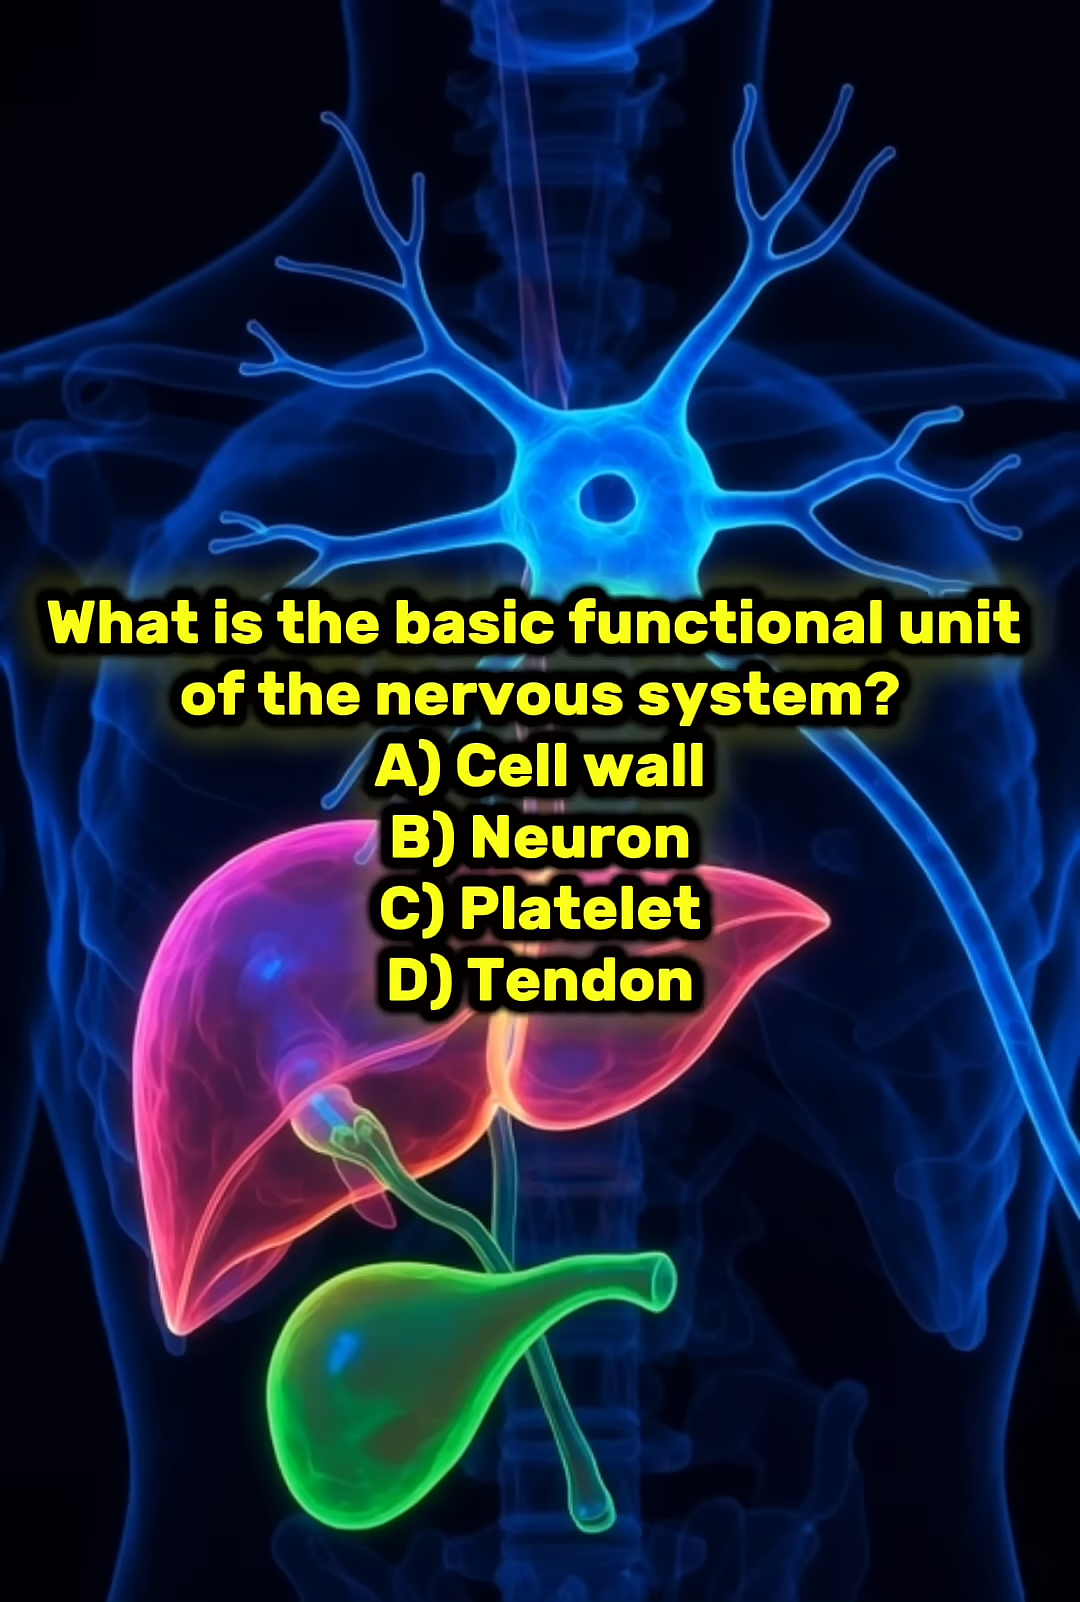 What is the basic functional unit
of the nervous system?
A) Cell wall
B) Neuron
C) Platelet
D) Tendon